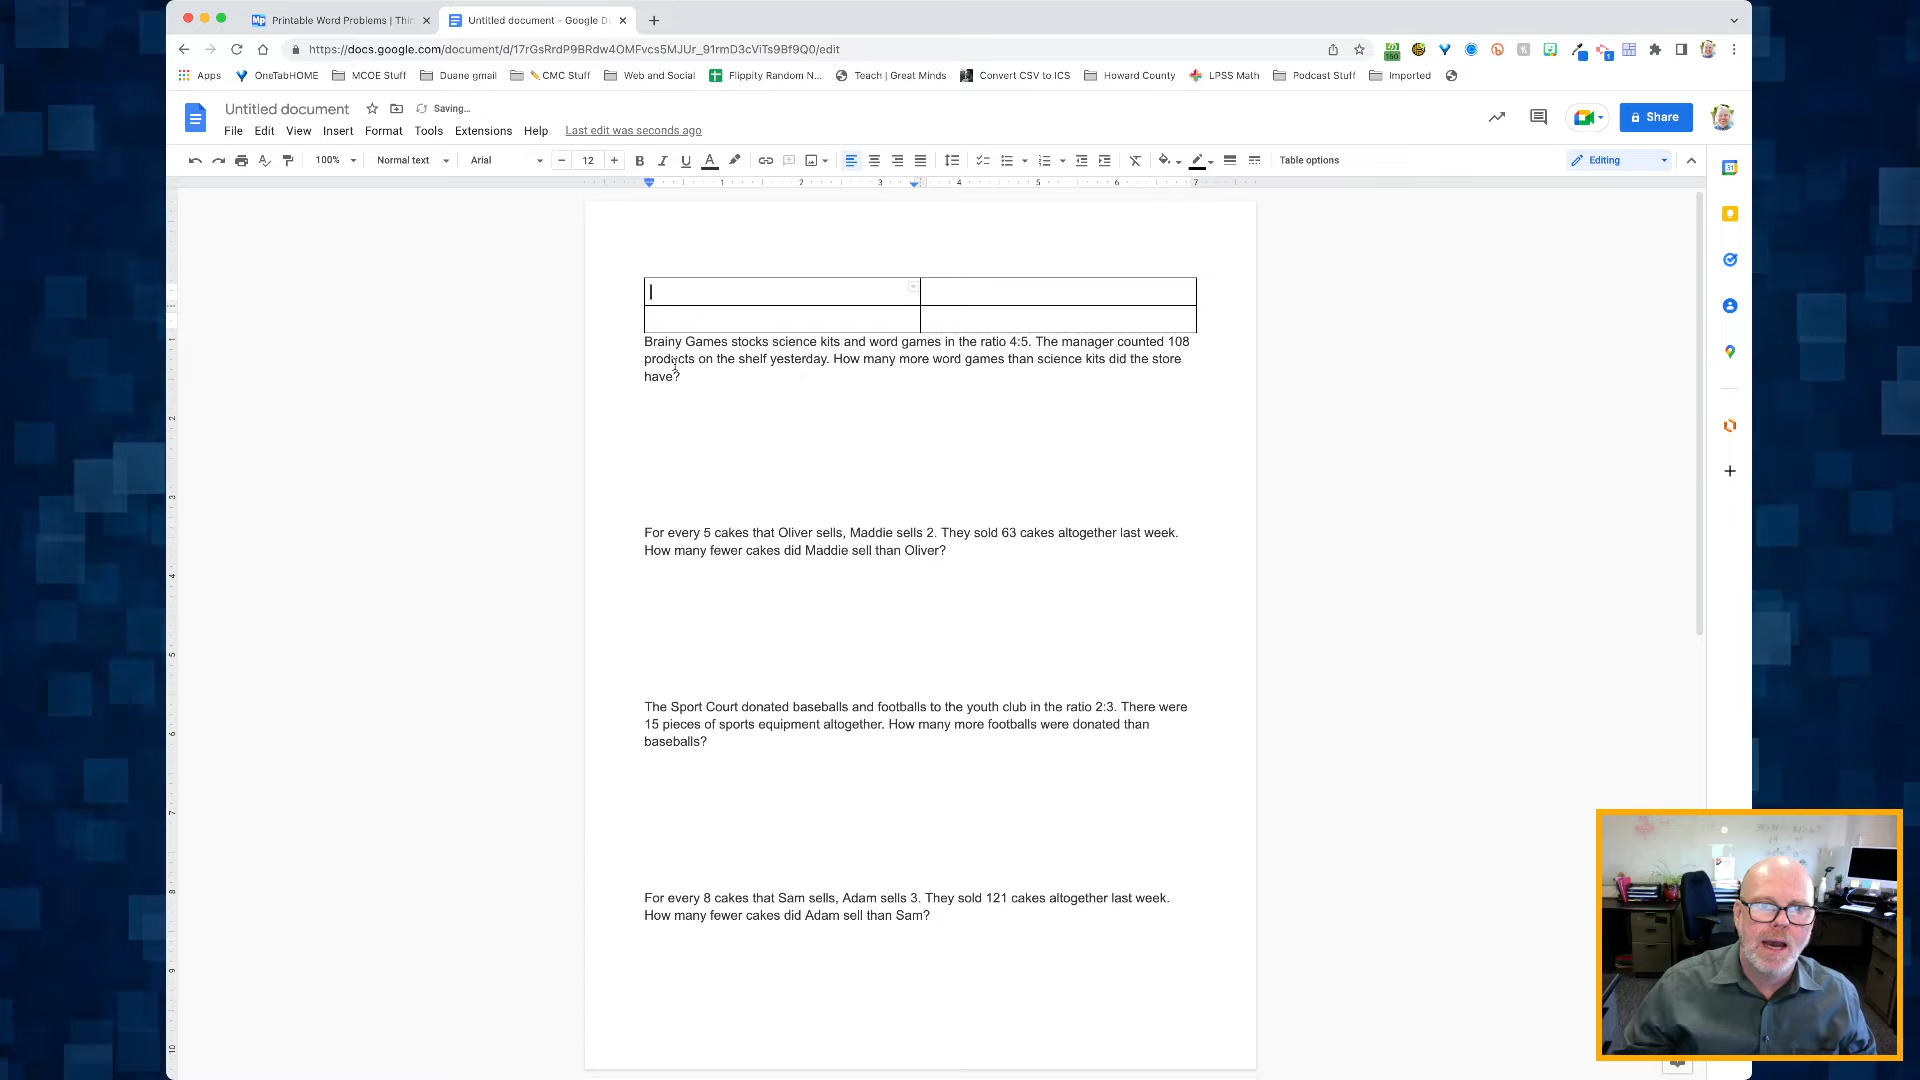 Printable Word Problems | Thin
Untitled document - Google Do
https://docs.google.com/document/d/17rGsRrdP9BRdw4OMFvcs5MJUr_91rmD3cViTs9Bf9Q0/edit
Apps
OneTabHOME
MCOE Stuff
Duane gmail
CMC Stuff
Web and Social
Flippity Random N...
Teach | Great Minds
Convert CSV to ICS
Howard County
LPSS Math
Podcast Stuff
Imported
Untitled document
Saving...
File Edit View Insert Format Tools Extensions Help
Last edit was seconds ago
Share
100%
Normal text
Arial
12
Table options
Editing
1 2 3 4 5 6 7
Brainy Games stocks science kits and word games in the ratio 4:5. The manager counted 108
products on the shelf yesterday. How many more word games than science kits did the store
have?
For every 5 cakes that Oliver sells, Maddie sells 2. They sold 63 cakes altogether last week.
How many fewer cakes did Maddie sell than Oliver?
The Sport Court donated baseballs and footballs to the youth club in the ratio 2:3. There were
15 pieces of sports equipment altogether. How many more footballs were donated than
baseballs?
For every 8 cakes that Sam sells, Adam sells 3. They sold 121 cakes altogether last week.
How many fewer cakes did Adam sell than Sam?